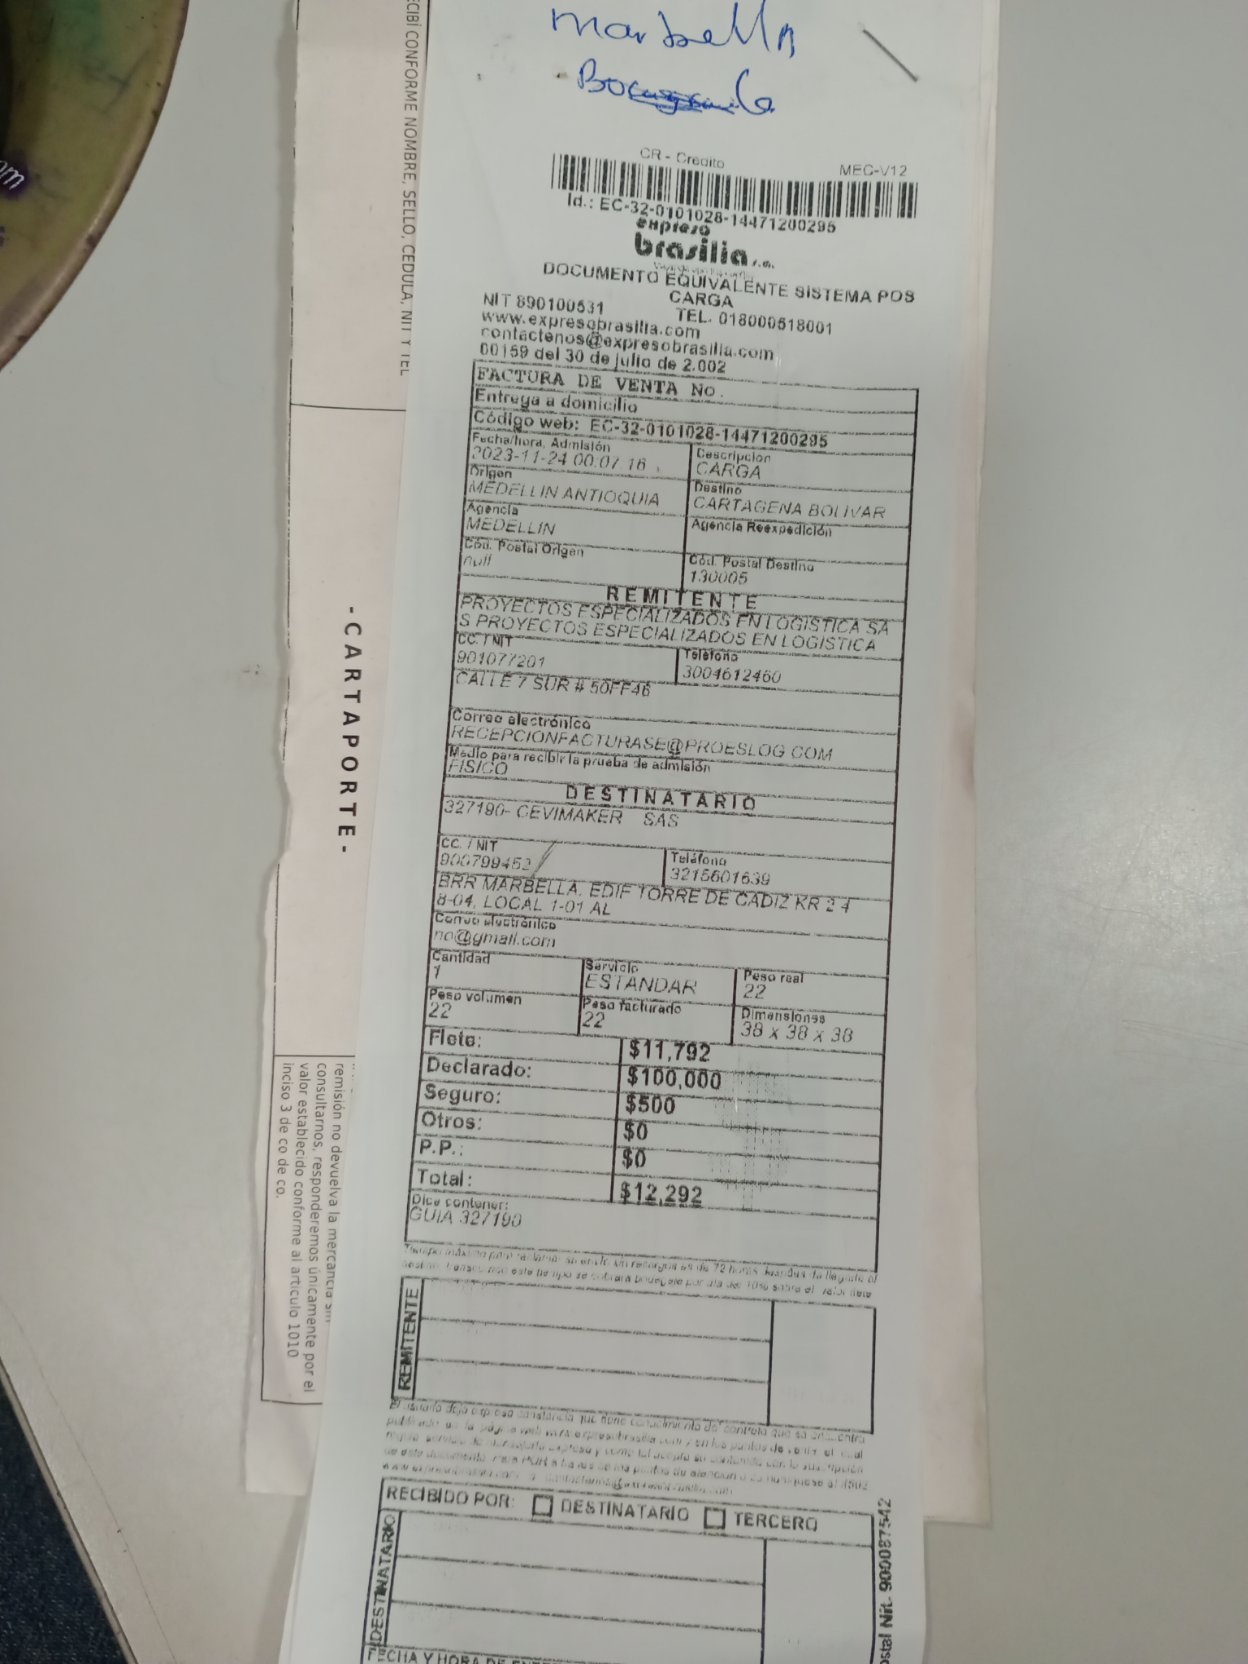 marbella
CR - Credito
MEC-V12
Id.: EC-32-0101028-14471200295
expreso
brasilia s.a.
DOCUMENTO EQUIVALENTE SISTEMA POS
CARGA
NIT 890100531
TEL. 018000518001
www.expresobrasilia.com
contactenos@expresobrasilia.com
00159 del 30 de julio de 2.002
FACTURA DE VENTA No.
Entrega a domicilio
Código web: EC-32-0101028-14471200295
Fecha/hora. Admisión
2023-11-24 00:07:16
Descripcion
CARGA
Origen
MEDELLIN ANTIOQUIA
Destino
CARTAGENA BOLIVAR
Agencia
MEDELLIN
Agencia Reexpedición
Cód. Postal Origen
null
Cód. Postal Destino
130005
REMITENTE
PROYECTOS ESPECIALIZADOS EN LOGISTICA SA
S PROYECTOS ESPECIALIZADOS EN LOGISTICA
CC. / NIT
901077201
Teléfono
3004612460
CALLE 7 SUR # 50FF46
Correo electrónico
RECEPCIONFACTURASE@PROESLOG.COM
Medio para recibir la prueba de admisión
FISICO
DESTINATARIO
327190- CEVIMAKER SAS
CC. / NIT
900799452
Teléfono
3215601639
BRR MARBELLA, EDIF TORRE DE CADIZ KR 2 4
8-04, LOCAL 1-01 AL
Correo electrónico
no@gmail.com
Cantidad
1
Servicio
ESTANDAR
Peso real
22
Peso volumen
22
Peso facturado
22
Dimensiones
38 x 38 x 38
Flete:
$11,792
Declarado:
$100,000
Seguro:
$500
Otros:
$0
P.P.:
$0
Total:
$12,292
Dice contener:
GUIA 327190
REMITENTE
RECIBIDO POR:
DESTINATARIO
TERCERO
DESTINATARIO
FECHA Y HORA DE
ostal Nit. 900087542
ECIBÍ CONFORME NOMBRE, SELLO, CEDULA, NIT Y TEL
-CARTAPORTE-
remisión no devuelva la mercancía sin
consultarnos, responderemos únicamente por el
valor establecido conforme al artículo 1010
inciso 3 de co de co.
om